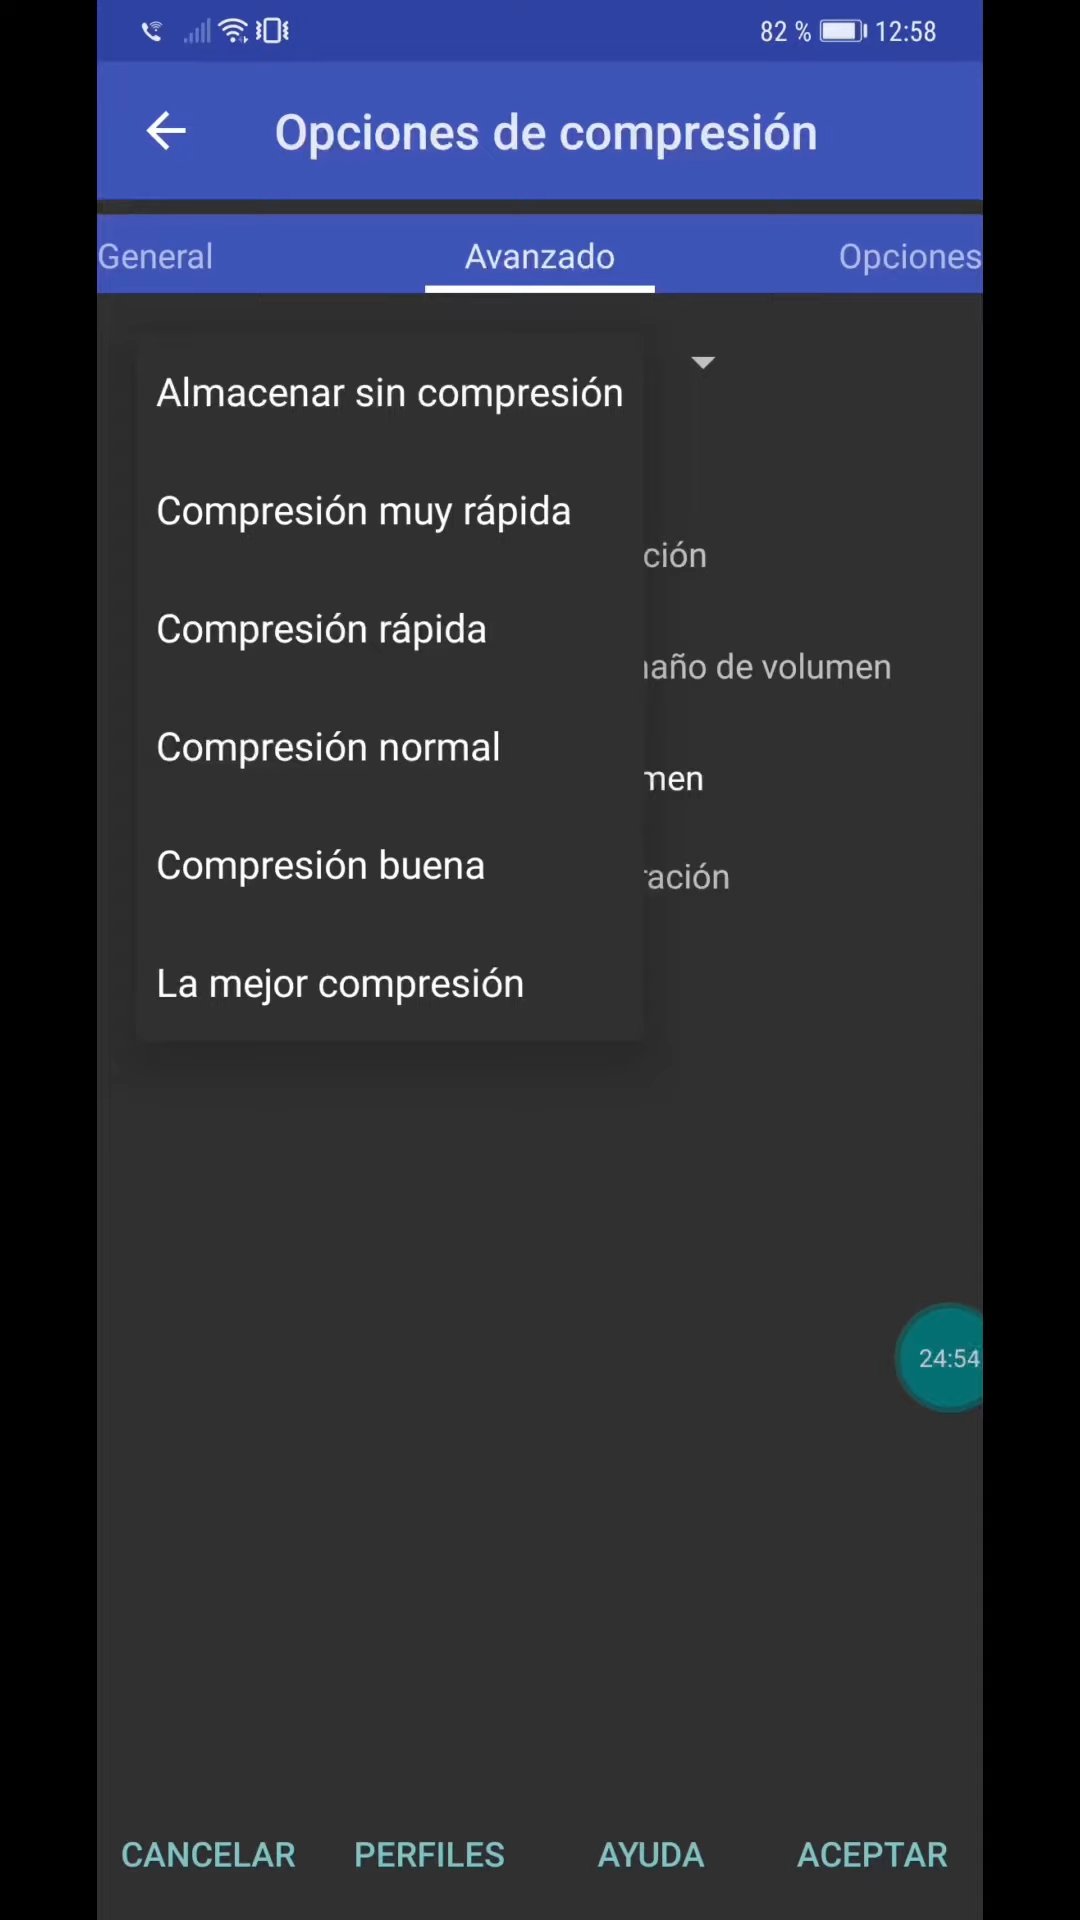 82 % 12:58
Opciones de compresión
General Avanzado Opciones
Almacenar sin compresión
Compresión muy rápida
ción
Compresión rápida
año de volumen
Compresión normal
men
Compresión buena
ración
La mejor compresión
24:54
CANCELAR PERFILES AYUDA ACEPTAR